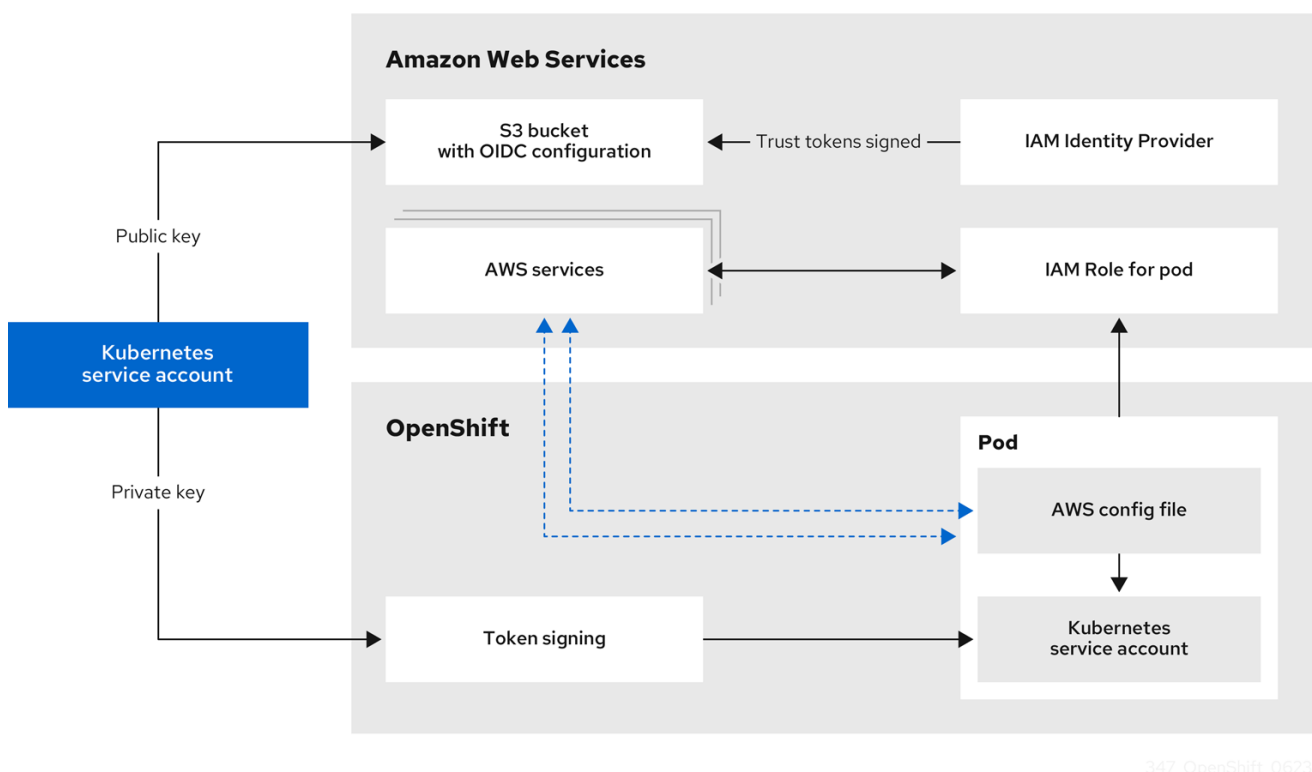 Amazon Web Services
S3 bucket
with OIDC configuration
Trust tokens signed
IAM Identity Provider
Public key
AWS services
IAM Role for pod
Kubernetes
service account
OpenShift
Pod
Private key
AWS config file
Token signing
Kubernetes
service account
347_OpenShift_0623